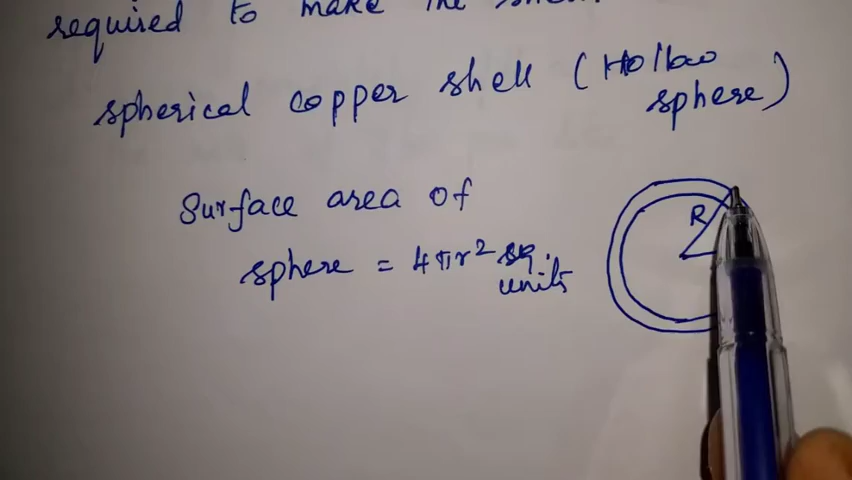 required to make the
spherical copper shell (Hollow
sphere)
Surface area of
sphere = 4πr² sq.
units
R